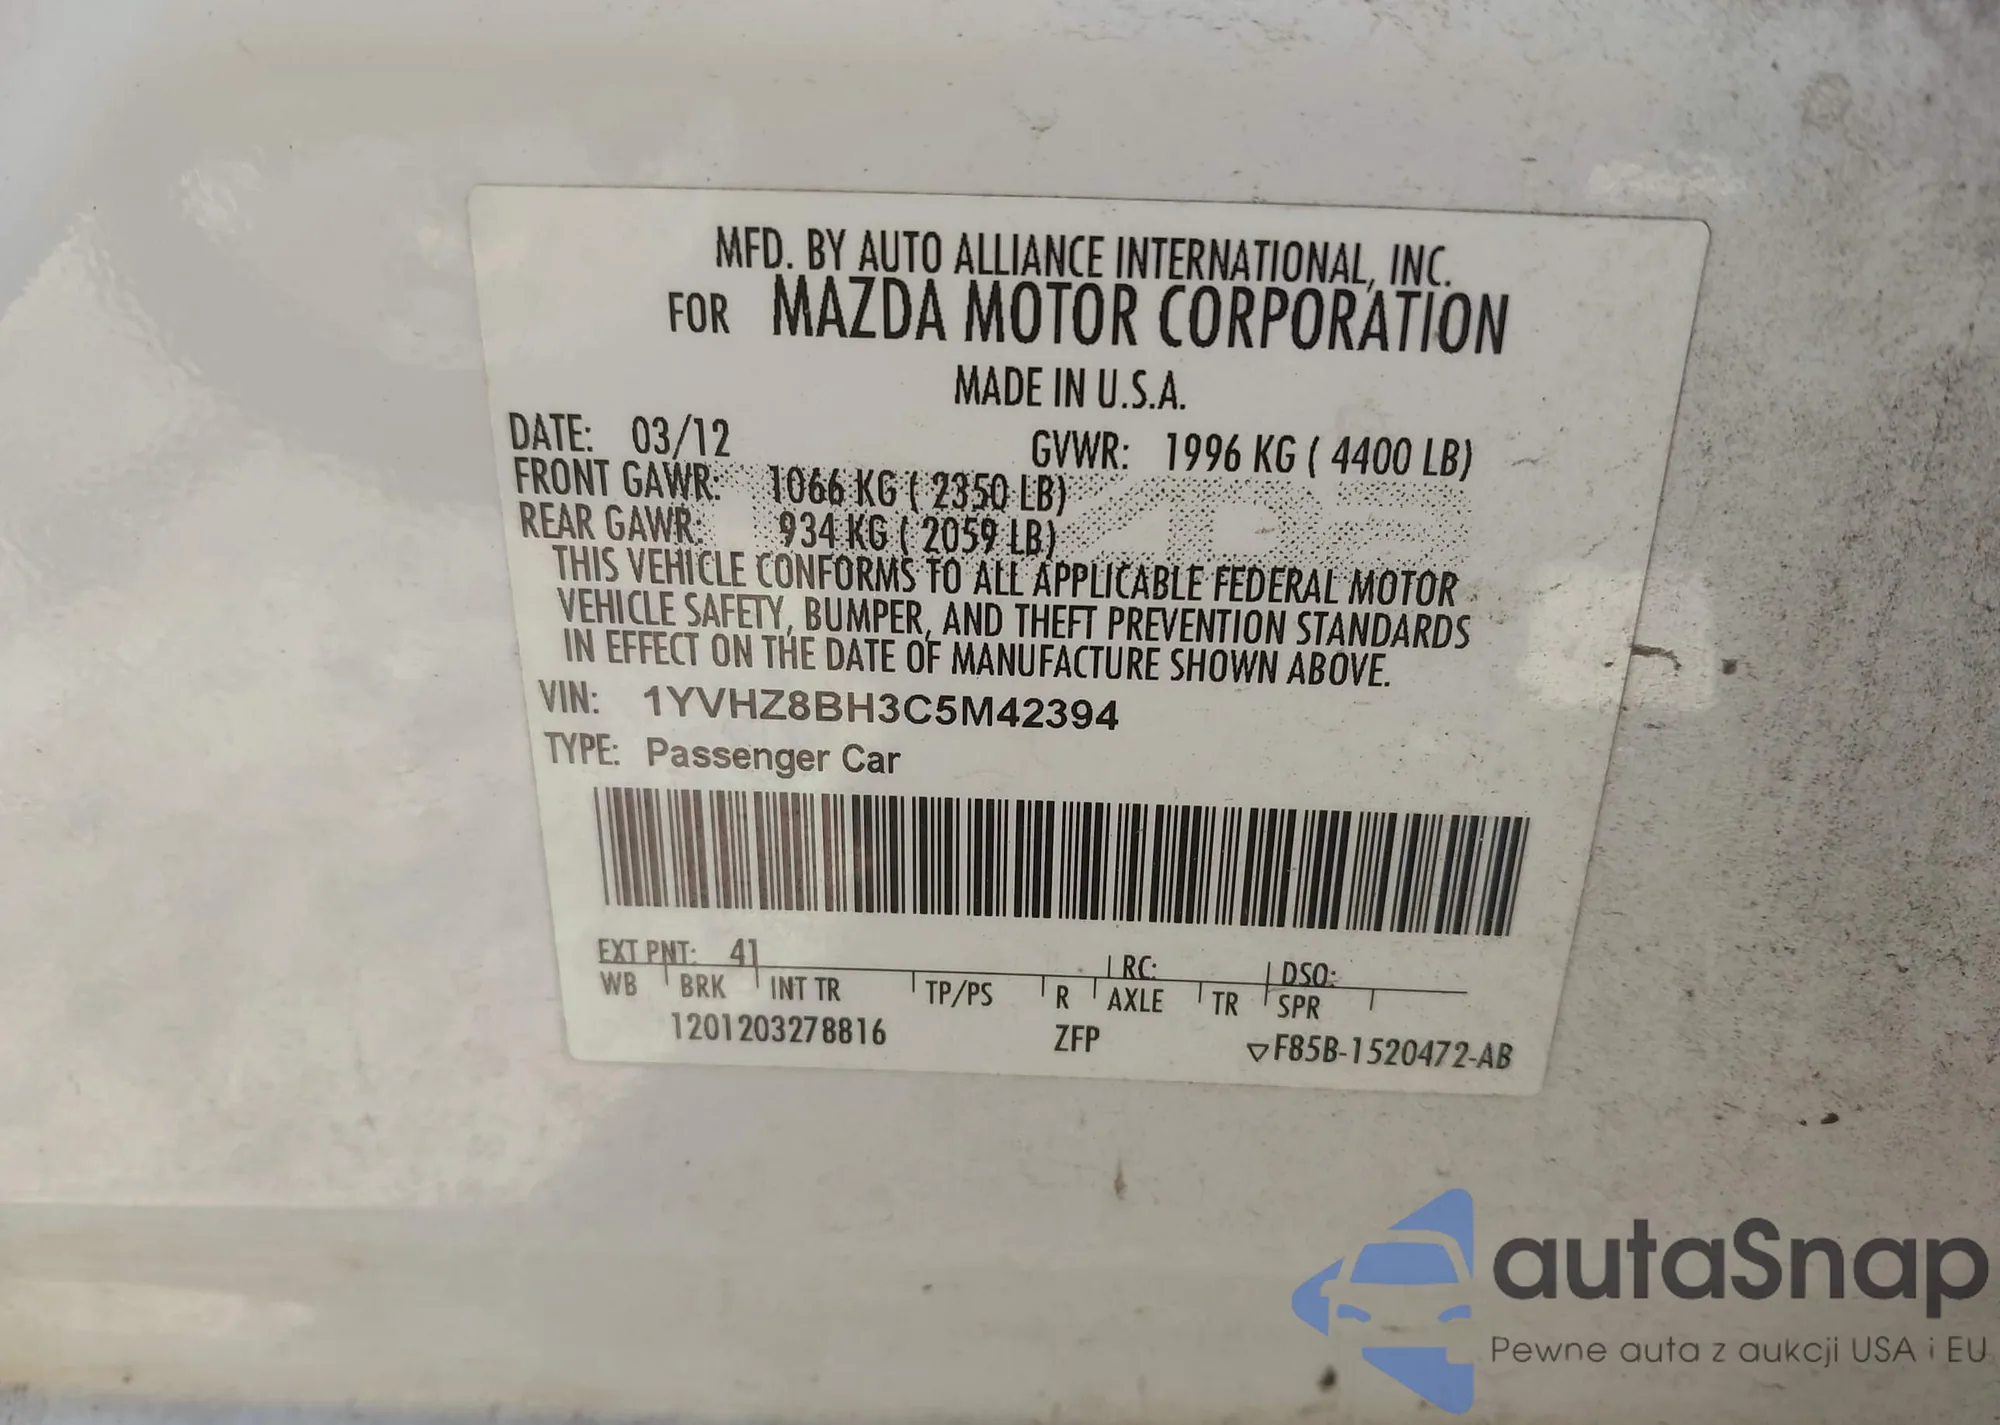 MFD. BY AUTO ALLIANCE INTERNATIONAL, INC.
FOR MAZDA MOTOR CORPORATION
MADE IN U.S.A.
DATE: 03/12 GVWR: 1996 KG ( 4400 LB)
FRONT GAWR: 1066 KG ( 2350 LB)
REAR GAWR: 934 KG ( 2059 LB)
THIS VEHICLE CONFORMS TO ALL APPLICABLE FEDERAL MOTOR
VEHICLE SAFETY, BUMPER, AND THEFT PREVENTION STANDARDS
IN EFFECT ON THE DATE OF MANUFACTURE SHOWN ABOVE.
VIN: 1YVHZ8BH3C5M42394
TYPE: Passenger Car
EXT PNT: 41 RC: DSO:
WB BRK INT TR TP/PS R AXLE TR SPR
1201203278816 ZFP ▽F85B-1520472-AB
autaSnap
Pewne auta z aukcji USA i EU